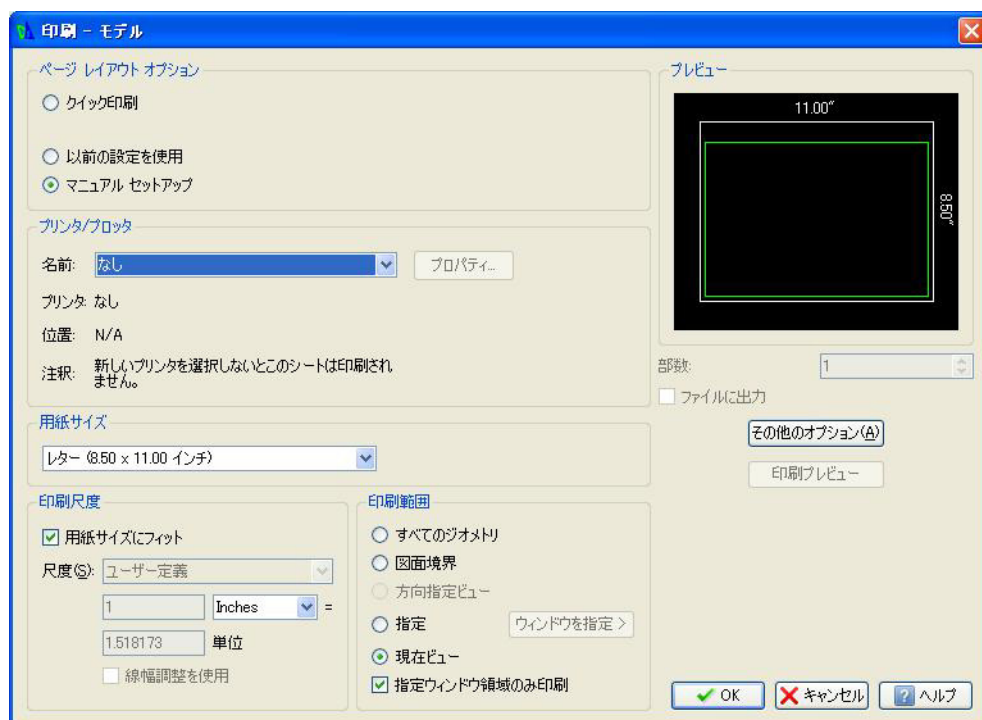 印刷 - モデル
ページ レイアウト オプション
クイック印刷
以前の設定を使用
マニュアル セットアップ
プリンタ/プロッタ
名前: なし プロパティ...
プリンタ: なし
位置: N/A
注釈: 新しいプリンタを選択しないとこのシートは印刷され
ません。
用紙サイズ
レター (8.50 x 11.00 インチ)
印刷尺度
用紙サイズにフィット
尺度(S): ユーザー定義
1 Inches =
1.518173 単位
線幅調整を使用
印刷範囲
すべてのジオメトリ
図面境界
方向指定ビュー
指定 ウィンドウを指定 >
現在ビュー
指定ウィンドウ領域のみ印刷
プレビュー
11.00"
8.50"
部数: 1
ファイルに出力
その他のオプション(A)
印刷プレビュー
OK キャンセル ヘルプ